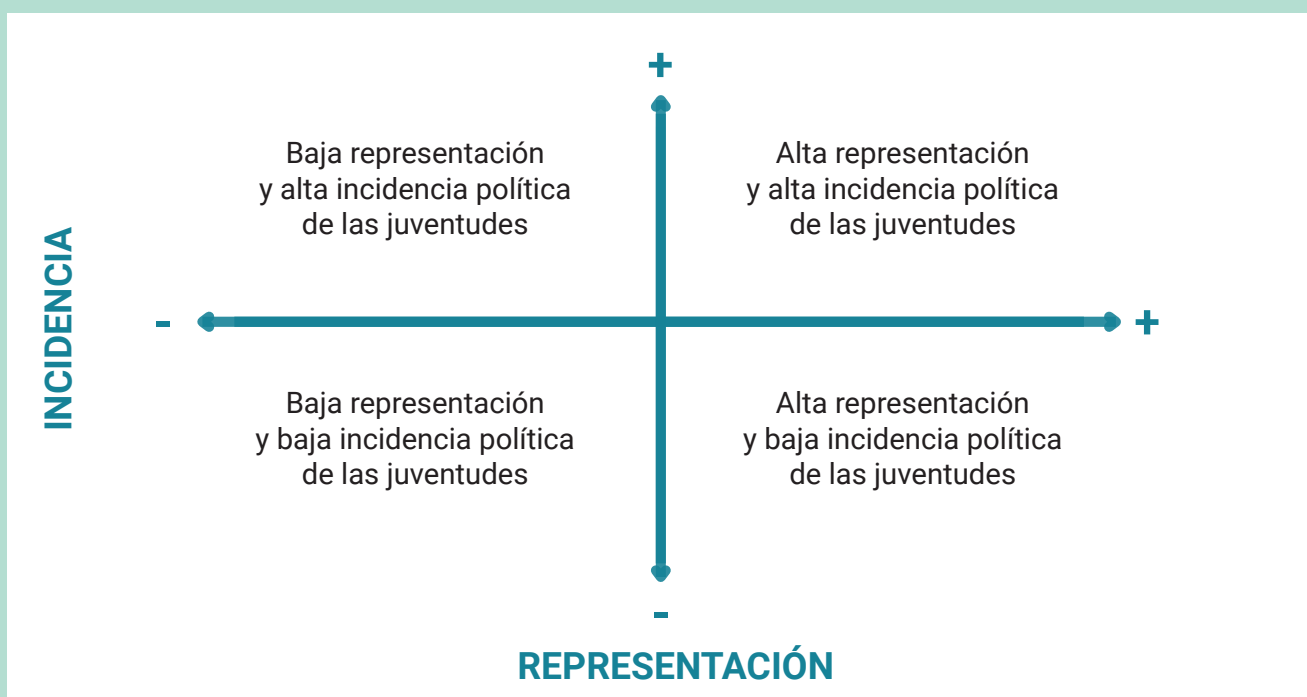 +
Baja representación
y alta incidencia política
de las juventudes
Alta representación
y alta incidencia política
de las juventudes
INCIDENCIA
-
+
Baja representación
y baja incidencia política
de las juventudes
Alta representación
y baja incidencia política
de las juventudes
-
REPRESENTACIÓN